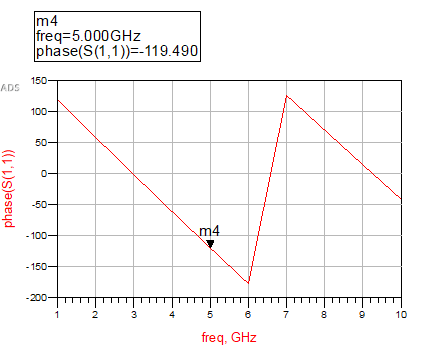 m4
freq=5.000GHz
phase(S(1,1))=-119.490
ADS
150
100
50
0
-50
-100
-150
-200
phase(S(1,1))
m4
1 2 3 4 5 6 7 8 9 10
freq, GHz